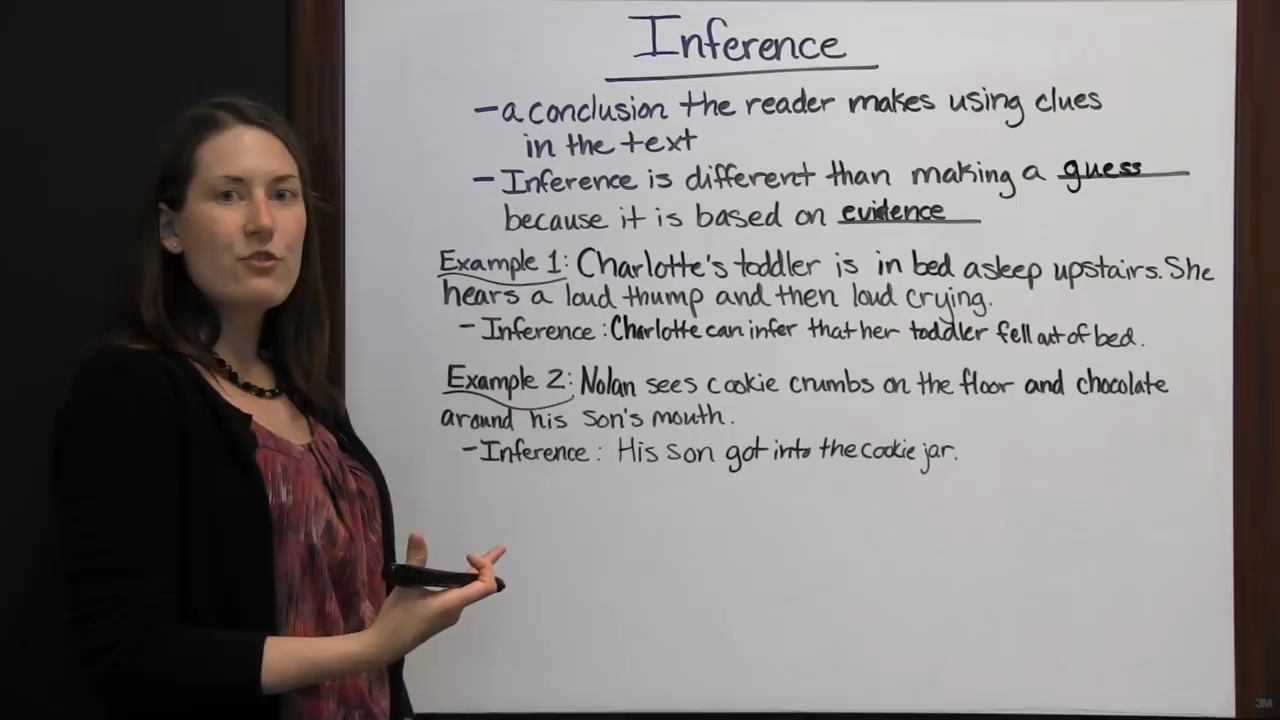 Inference
- a conclusion the reader makes using clues
in the text
- Inference is different than making a guess
because it is based on evidence
Example 1: Charlotte's toddler is in bed asleep upstairs. She
hears a loud thump and then loud crying.
- Inference: Charlotte can infer that her toddler fell out of bed.
Example 2: Nolan sees cookie crumbs on the floor and chocolate
around his son's mouth.
- Inference: His son got into the cookie jar.
3M